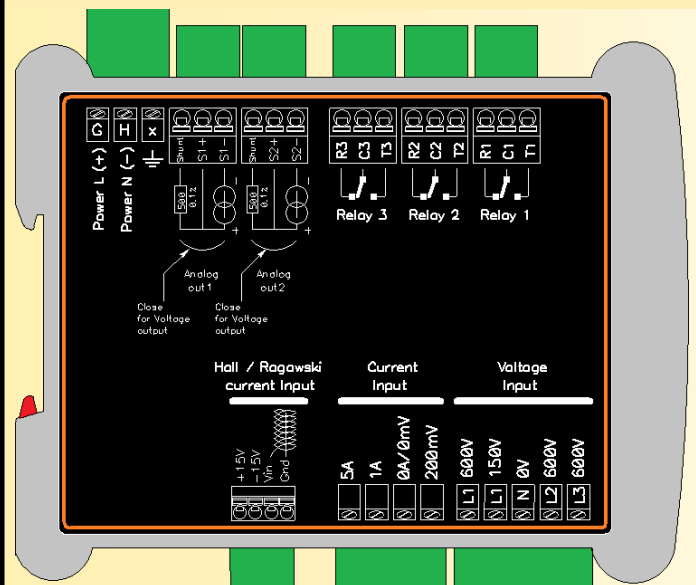 G H x
Power L (+)
Power N (-)
Shunt S1+ S1-
Shunt S2+ S2-
500 0.1%
500 0.1%
- +
- +
R3 C3 T3
R2 C2 T2
R1 C1 T1
Relay 3
Relay 2
Relay 1
Analog
out 1
Analog
out 2
Close
for Voltage
output
Close
for Voltage
output
Hall / Ragawski
current Input
Current
Input
Voltage
Input
+15V
-15V
Vin
Gnd
5A
1A
0A/0mV
200mV
L1 600V
L1 150V
N 0V
L2 600V
L3 600V